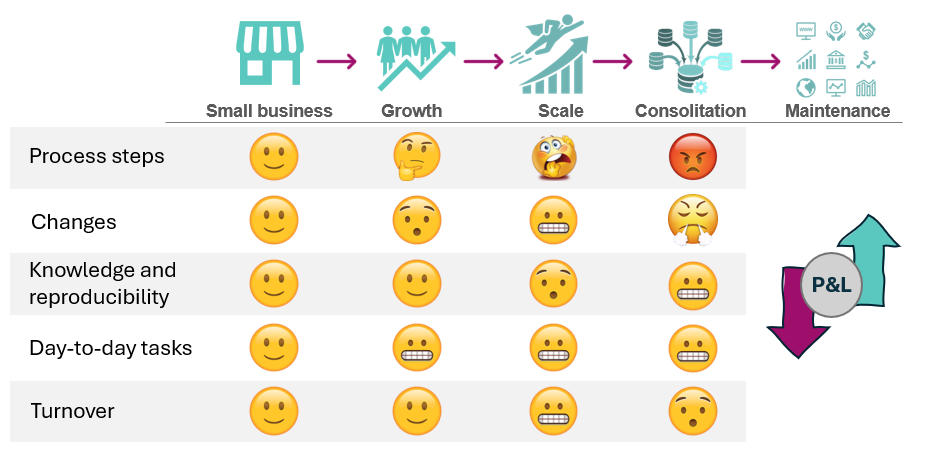 Small business
Growth
Scale
Consolitation
Maintenance
Process steps
Changes
Knowledge and
reproducibility
Day-to-day tasks
Turnover
P&L